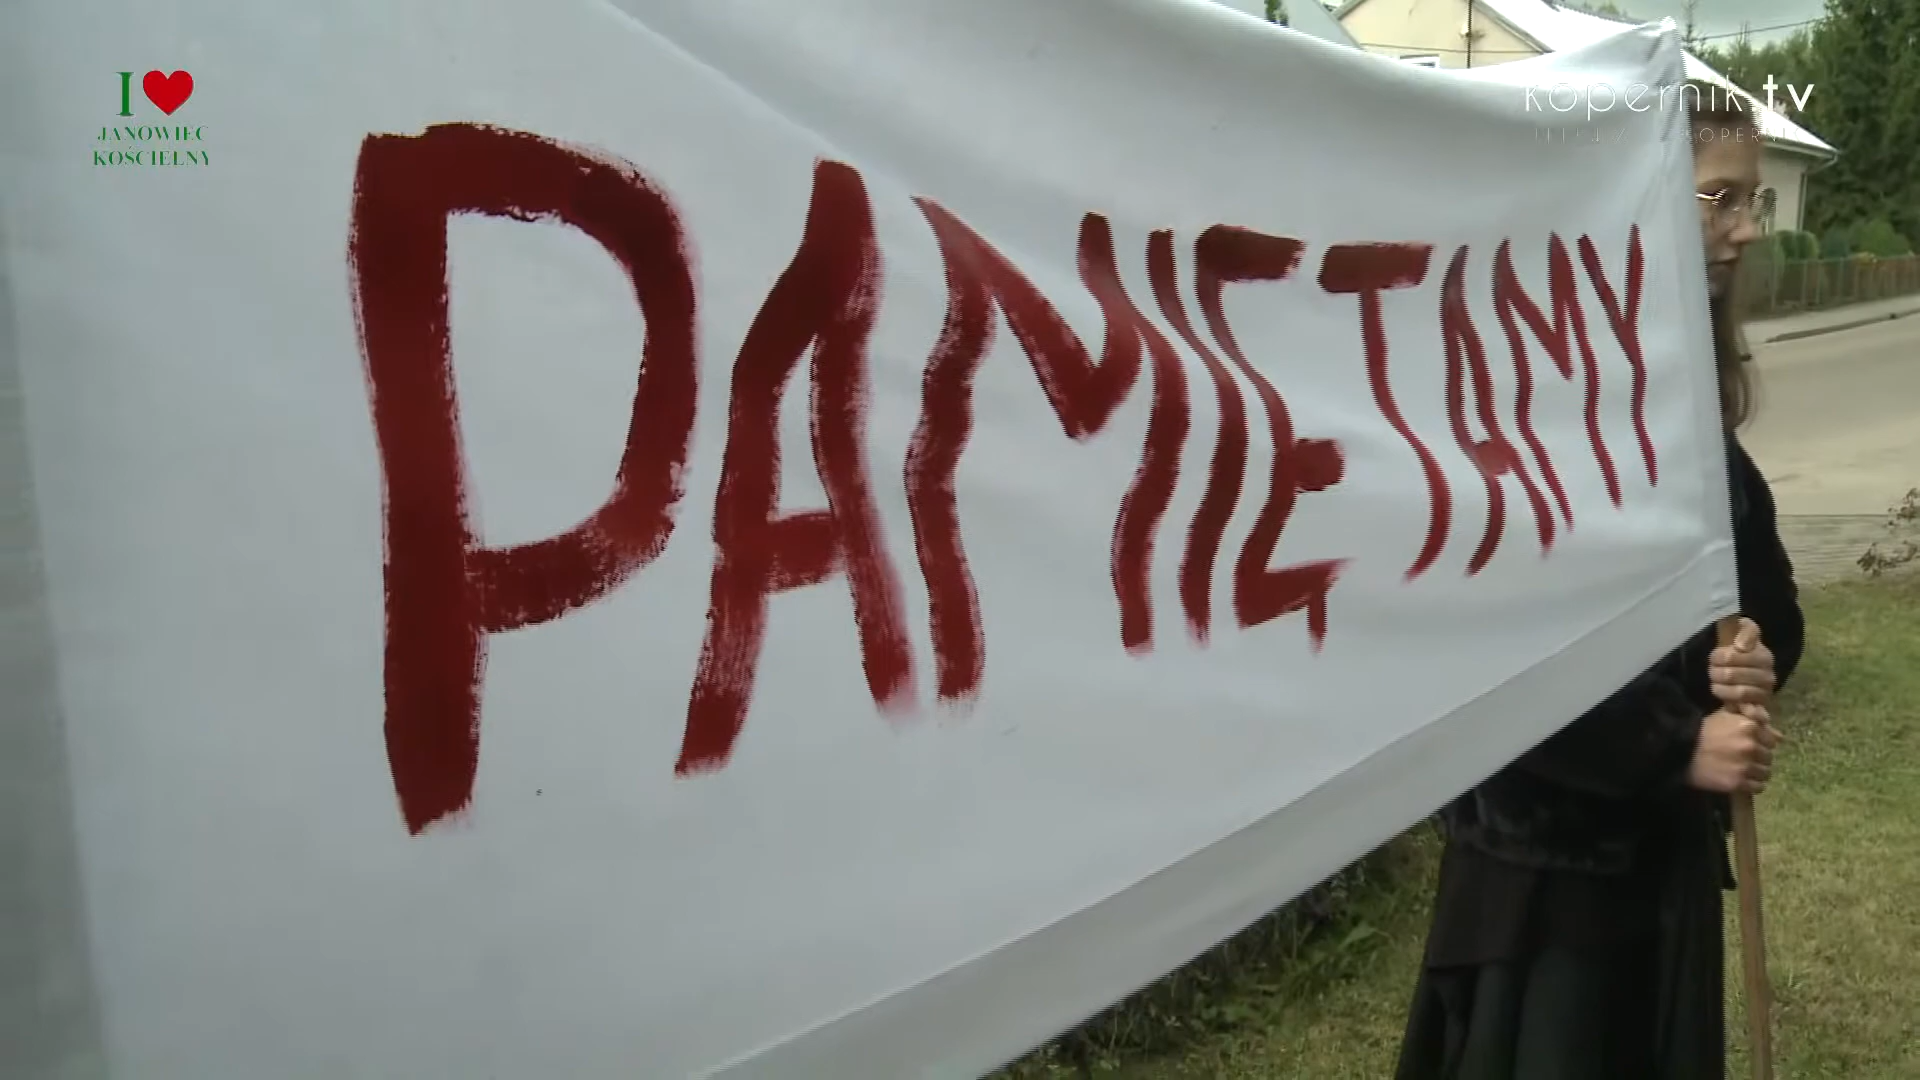 I ❤
JANOWIEC
KOŚCIELNY
kopernik.tv
PAMIĘTAMY